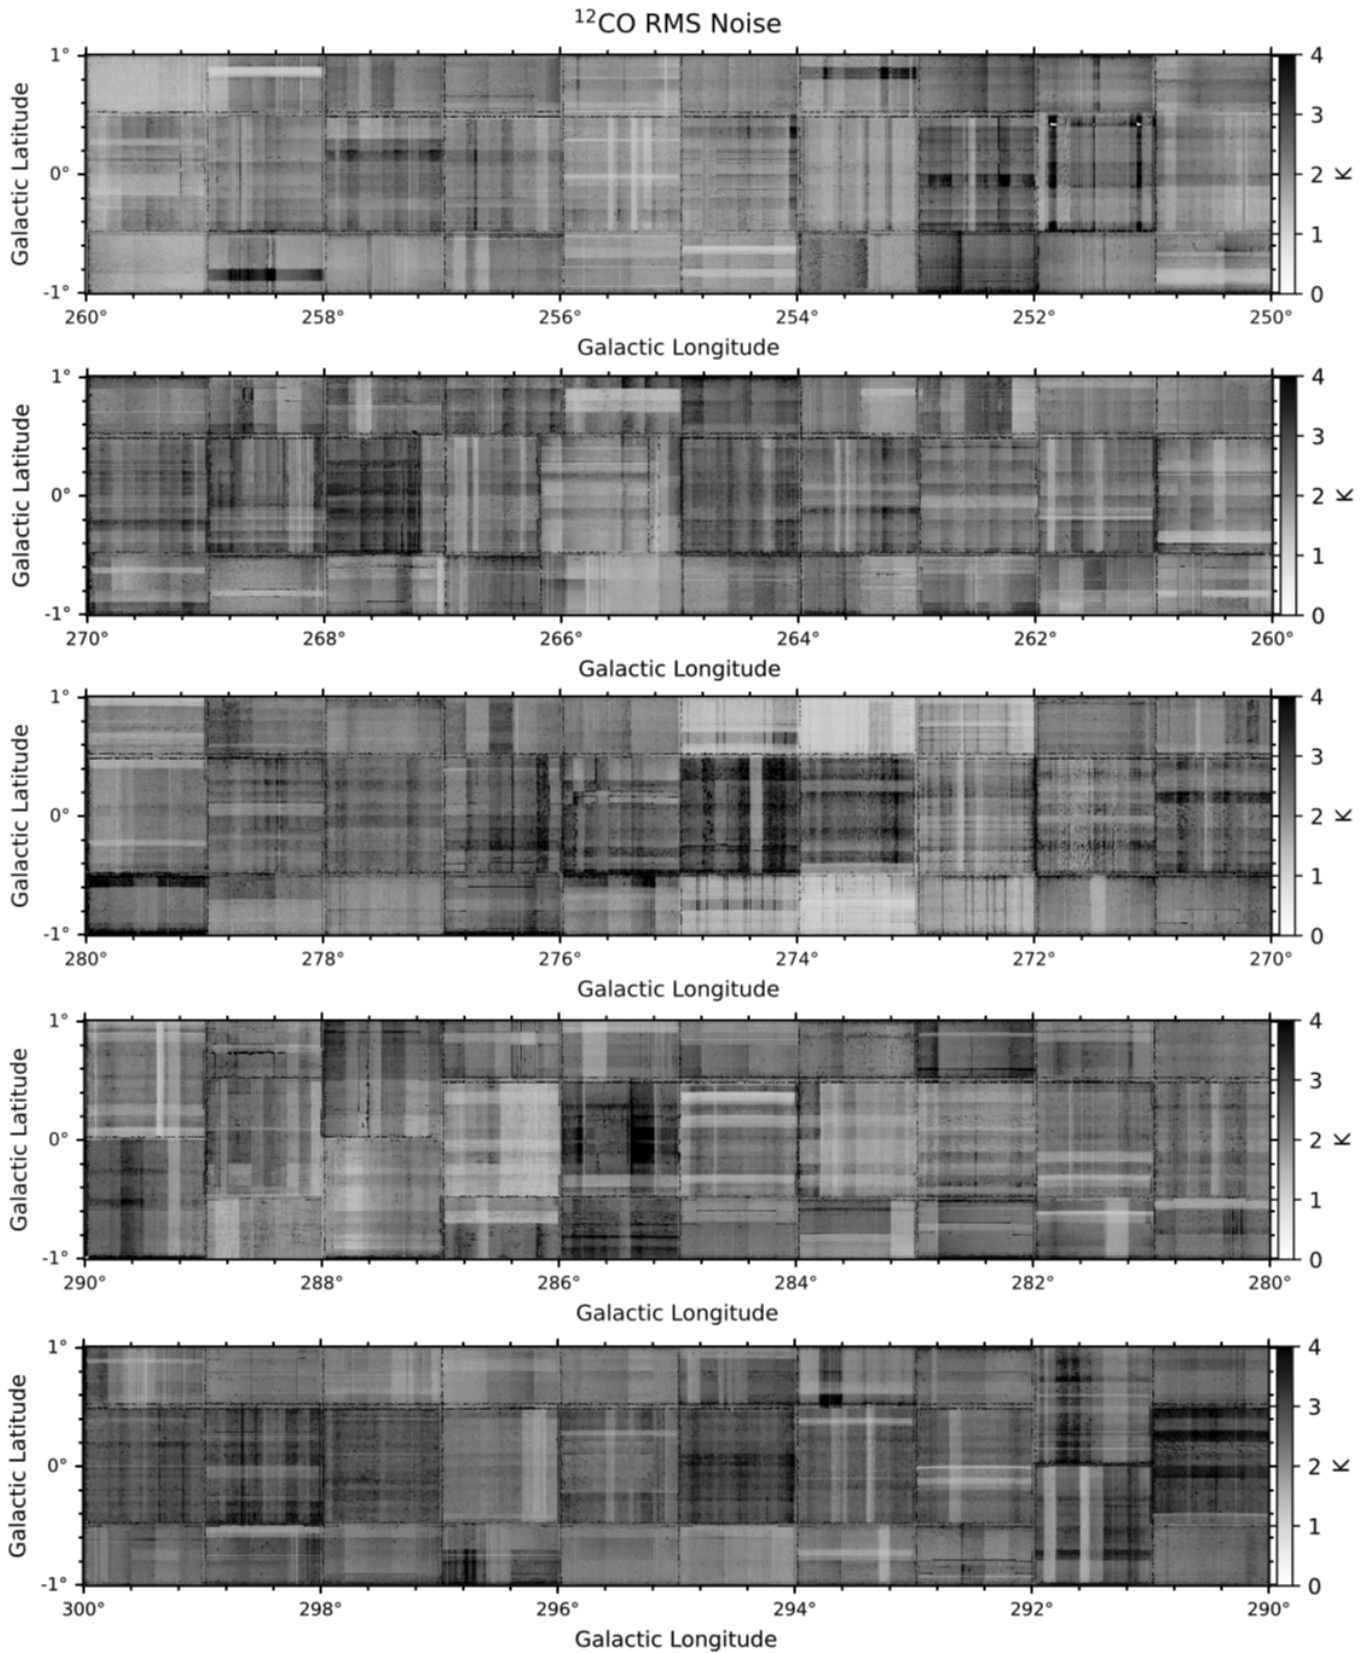 ¹²CO RMS Noise
1°
0°
-1°
Galactic Latitude
260° 258° 256° 254° 252° 250°
Galactic Longitude
4
3
2
1
0
K
1°
0°
-1°
Galactic Latitude
270° 268° 266° 264° 262° 260°
Galactic Longitude
4
3
2
1
0
K
1°
0°
-1°
Galactic Latitude
280° 278° 276° 274° 272° 270°
Galactic Longitude
4
3
2
1
0
K
1°
0°
-1°
Galactic Latitude
290° 288° 286° 284° 282° 280°
Galactic Longitude
4
3
2
1
0
K
1°
0°
-1°
Galactic Latitude
300° 298° 296° 294° 292° 290°
Galactic Longitude
4
3
2
1
0
K